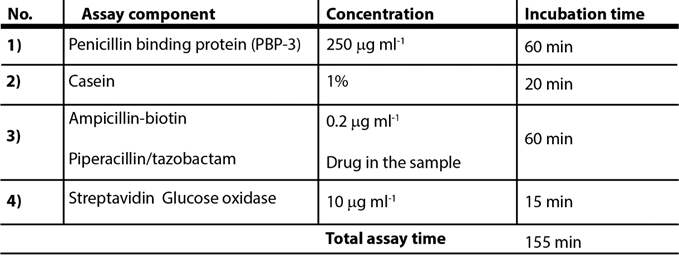 No. Assay component Concentration Incubation time
1) Penicillin binding protein (PBP-3) 250 μg ml⁻¹ 60 min
2) Casein 1% 20 min
3) Ampicillin-biotin 0.2 μg ml⁻¹ 60 min
Piperacillin/tazobactam Drug in the sample
4) Streptavidin Glucose oxidase 10 μg ml⁻¹ 15 min
Total assay time 155 min